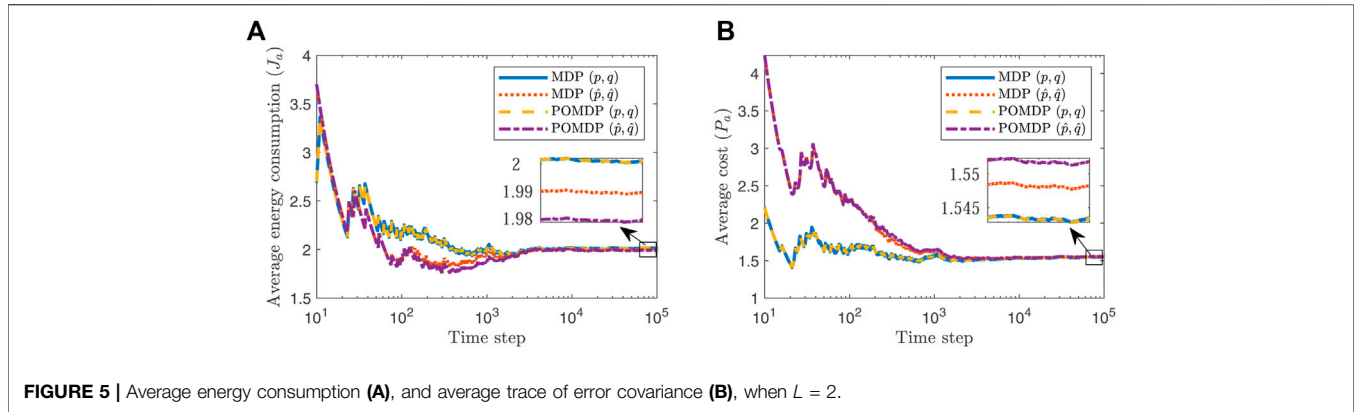 A
Average energy consumption (Jₐ)
4
3.5
3
2.5
2
1.5
MDP (p, q)
MDP (p̂, q̂)
POMDP (p, q)
POMDP (p̂, q̂)
2
1.99
1.98
10¹ 10² 10³ 10⁴ 10⁵
Time step
B
Average cost (Pₐ)
4
3.5
3
2.5
2
1.5
1
MDP (p, q)
MDP (p̂, q̂)
POMDP (p, q)
POMDP (p̂, q̂)
1.55
1.545
10¹ 10² 10³ 10⁴ 10⁵
Time step
FIGURE 5 | Average energy consumption (A), and average trace of error covariance (B), when L = 2.